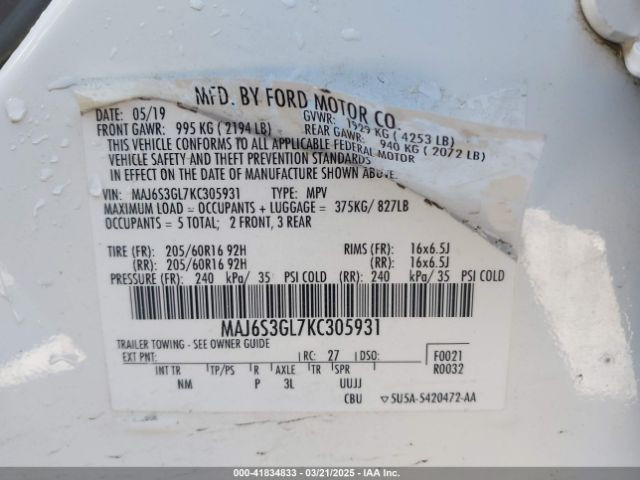 MFD. BY FORD MOTOR CO.
DATE: 05/19 GVWR: 1929 KG ( 4253 LB)
FRONT GAWR: 995 KG ( 2194 LB) REAR GAWR: 940 KG ( 2072 LB)
THIS VEHICLE CONFORMS TO ALL APPLICABLE FEDERAL MOTOR
VEHICLE SAFETY AND THEFT PREVENTION STANDARDS
IN EFFECT ON THE DATE OF MANUFACTURE SHOWN ABOVE.
VIN: MAJ6S3GL7KC305931 TYPE: MPV
MAXIMUM LOAD = OCCUPANTS + LUGGAGE = 375KG/ 827LB
OCCUPANTS = 5 TOTAL; 2 FRONT, 3 REAR
TIRE (FR): 205/60R16 92H RIMS (FR): 16x6.5J
(RR): 205/60R16 92H (RR): 16x6.5J
PRESSURE (FR): 240 kPa/ 35 PSI COLD (RR): 240 kPa/ 35 PSI COLD
MAJ6S3GL7KC305931
TRAILER TOWING - SEE OWNER GUIDE
EXT PNT: RC: 27 DSO: F0021
R0032
INT TR TP/PS R AXLE TR SPR
NM P 3L UUJJ
CBU ▽SU5A-5420472-AA
000-41834833 — 03/21/2025 — IAA Inc.